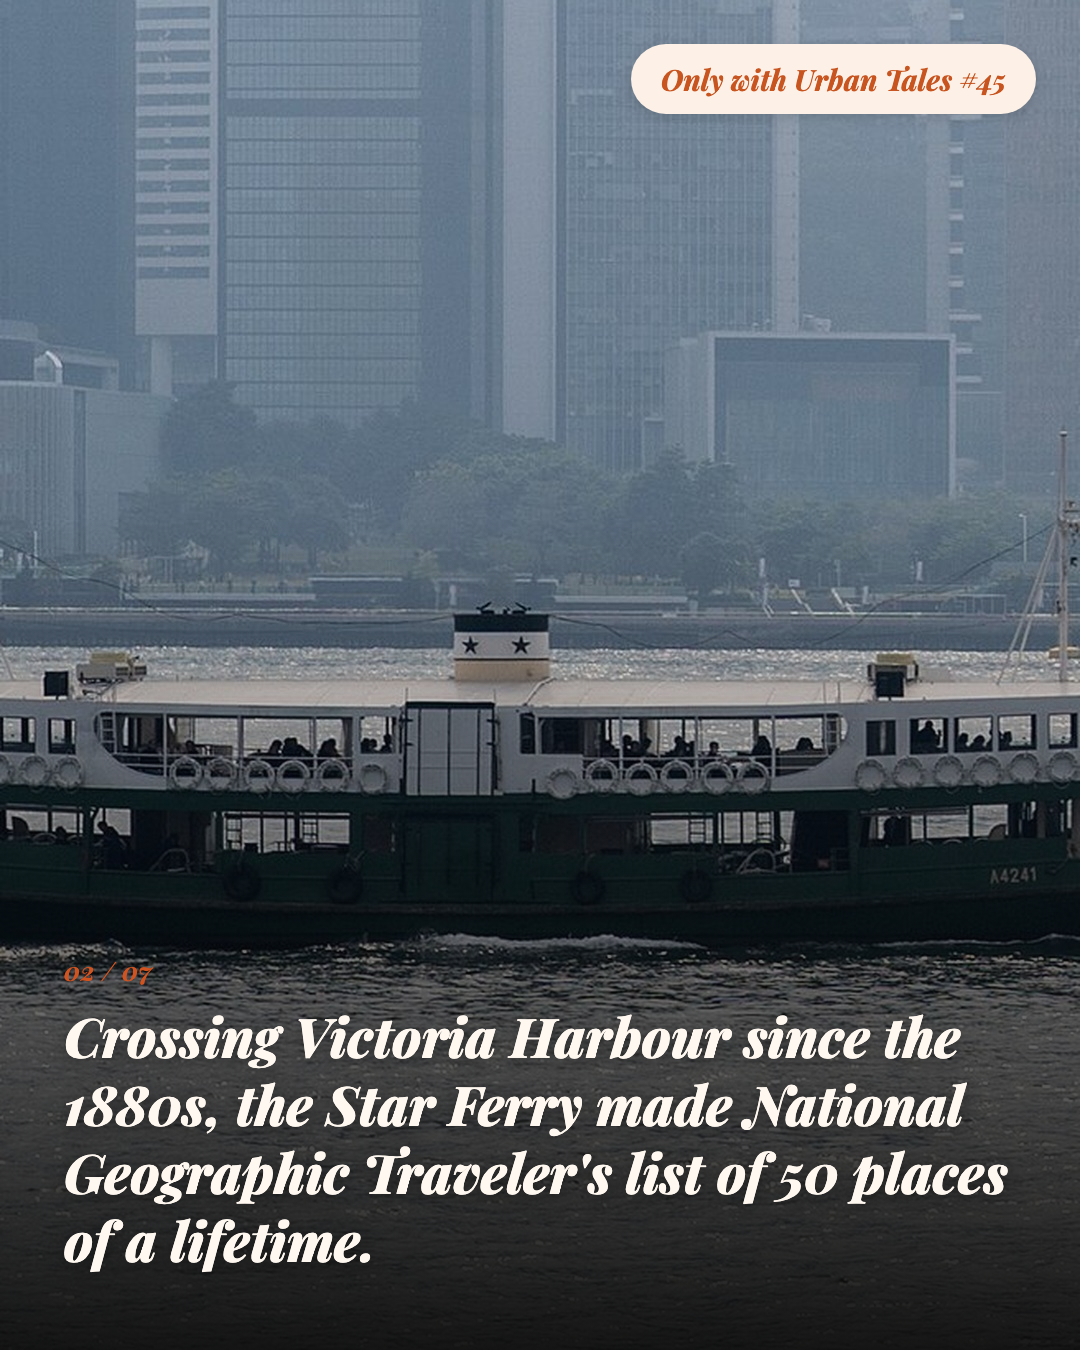 Only with Urban Tales #45
A4241
02 / 07
Crossing Victoria Harbour since the
1880s, the Star Ferry made National
Geographic Traveler's list of 50 places
of a lifetime.